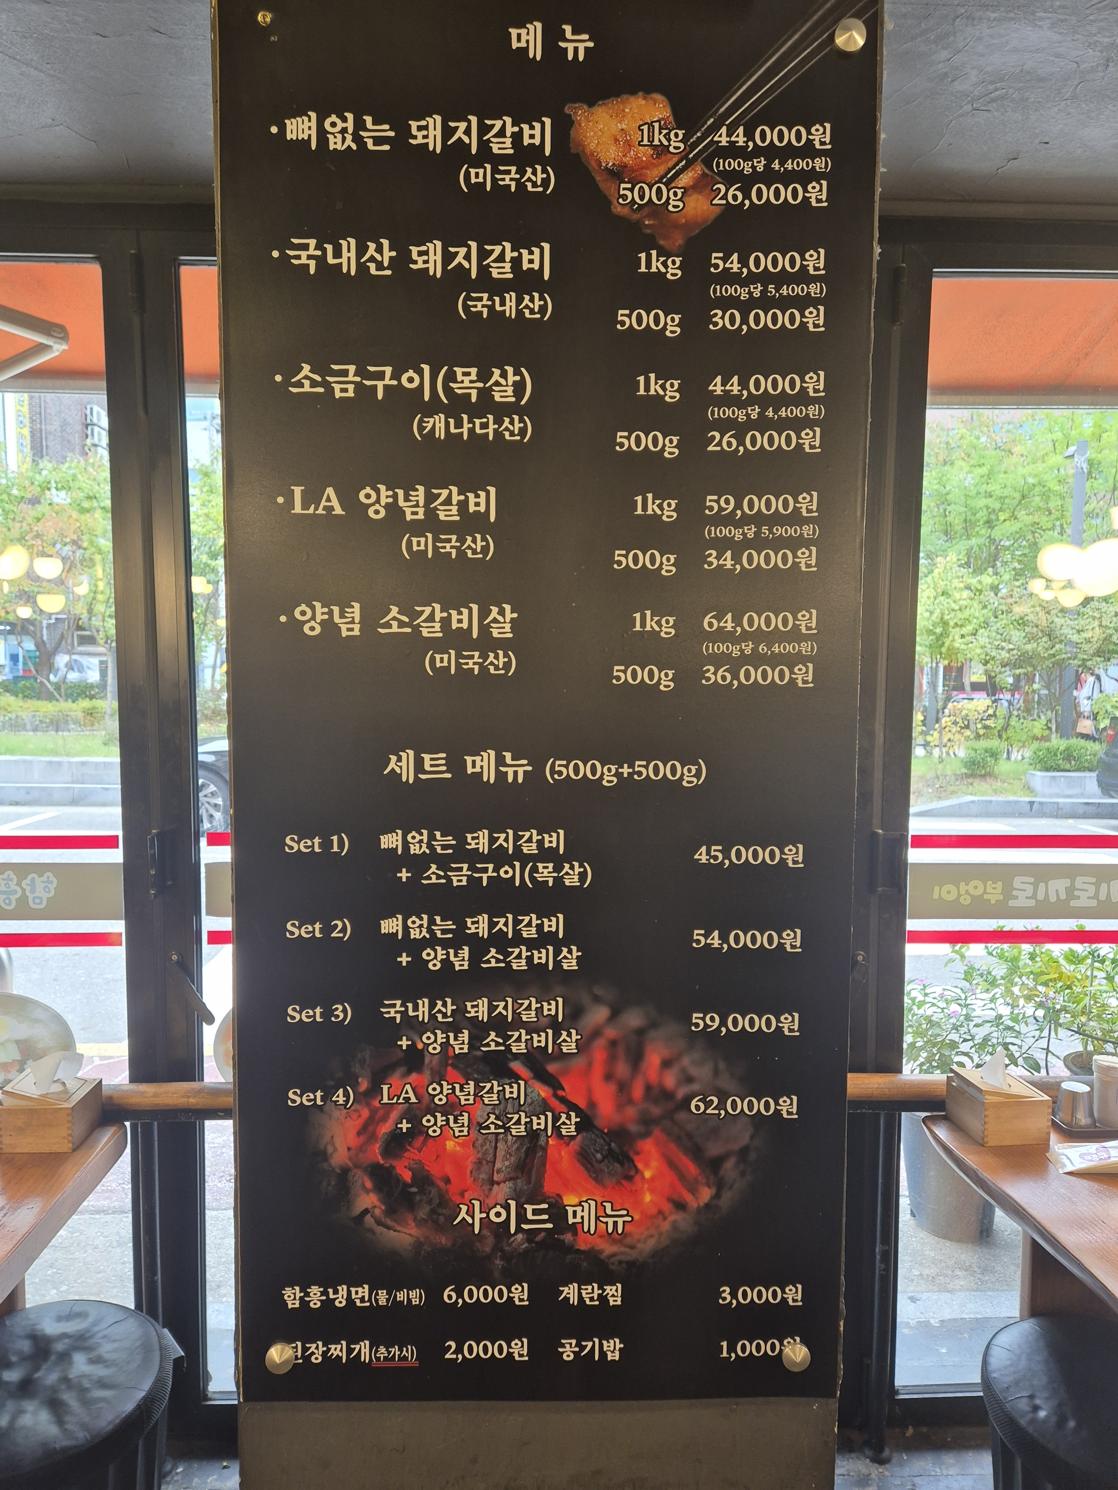 메뉴
·뼈없는 돼지갈비 1kg 44,000원
(100g당 4,400원)
(미국산) 500g 26,000원
·국내산 돼지갈비 1kg 54,000원
(100g당 5,400원)
(국내산) 500g 30,000원
·소금구이(목살) 1kg 44,000원
(100g당 4,400원)
(캐나다산) 500g 26,000원
·LA 양념갈비 1kg 59,000원
(100g당 5,900원)
(미국산) 500g 34,000원
·양념 소갈비살 1kg 64,000원
(100g당 6,400원)
(미국산) 500g 36,000원
세트 메뉴 (500g+500g)
Set 1) 뼈없는 돼지갈비
+ 소금구이(목살) 45,000원
Set 2) 뼈없는 돼지갈비
+ 양념 소갈비살 54,000원
Set 3) 국내산 돼지갈비
+ 양념 소갈비살 59,000원
Set 4) LA 양념갈비
+ 양념 소갈비살 62,000원
사이드 메뉴
함흥냉면(물/비빔) 6,000원 계란찜 3,000원
된장찌개(추가시) 2,000원 공기밥 1,000원